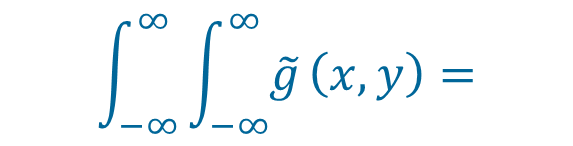 ∫_{−∞}^{∞} ∫_{−∞}^{∞} g̃ (x, y) =